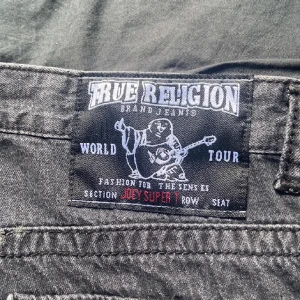 TRUE RELIGION
BRAND JEANS
WORLD TOUR
FASHION FOR THE SENSES
SECTION JOEY SUPER T ROW SEAT